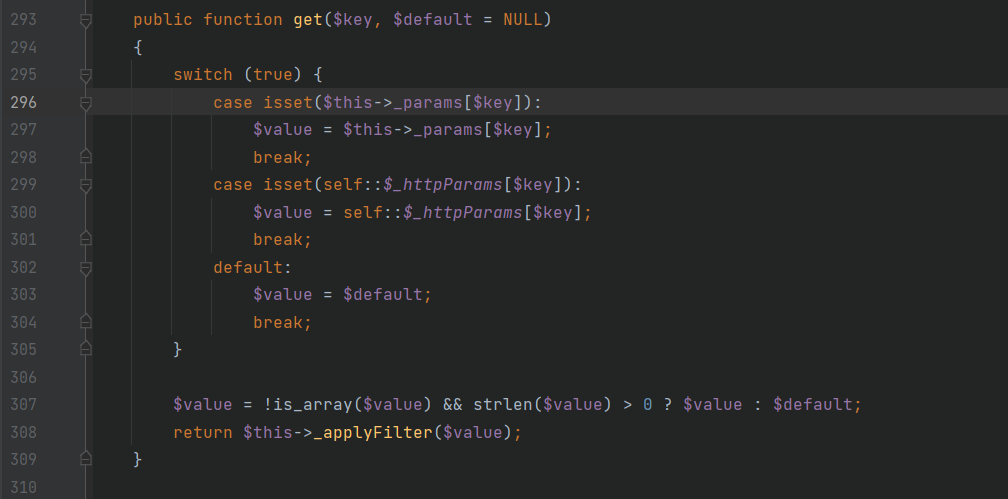 293 public function get($key, $default = NULL)
294 {
295 switch (true) {
296 case isset($this->_params[$key]):
297 $value = $this->_params[$key];
298 break;
299 case isset(self::$_httpParams[$key]):
300 $value = self::$_httpParams[$key];
301 break;
302 default:
303 $value = $default;
304 break;
305 }
306
307 $value = !is_array($value) && strlen($value) > 0 ? $value : $default;
308 return $this->_applyFilter($value);
309 }
310